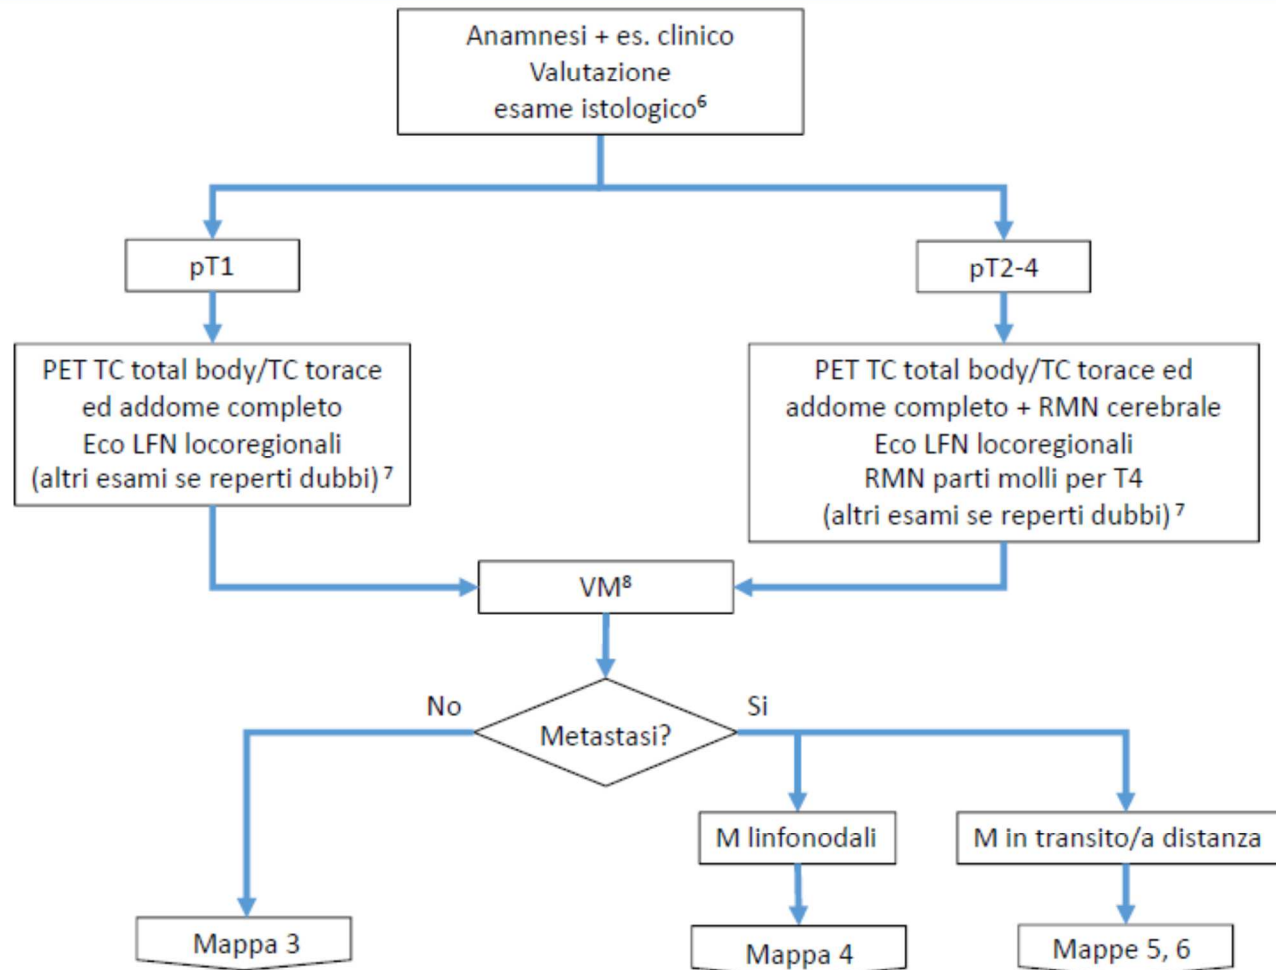 Anamnesi + es. clinico
Valutazione
esame istologico⁶
pT1
pT2-4
PET TC total body/TC torace
ed addome completo
Eco LFN locoregionali
(altri esami se reperti dubbi) ⁷
PET TC total body/TC torace ed
addome completo + RMN cerebrale
Eco LFN locoregionali
RMN parti molli per T4
(altri esami se reperti dubbi) ⁷
VM⁸
No
Si
Metastasi?
M linfonodali
M in transito/a distanza
Mappa 3
Mappa 4
Mappe 5, 6